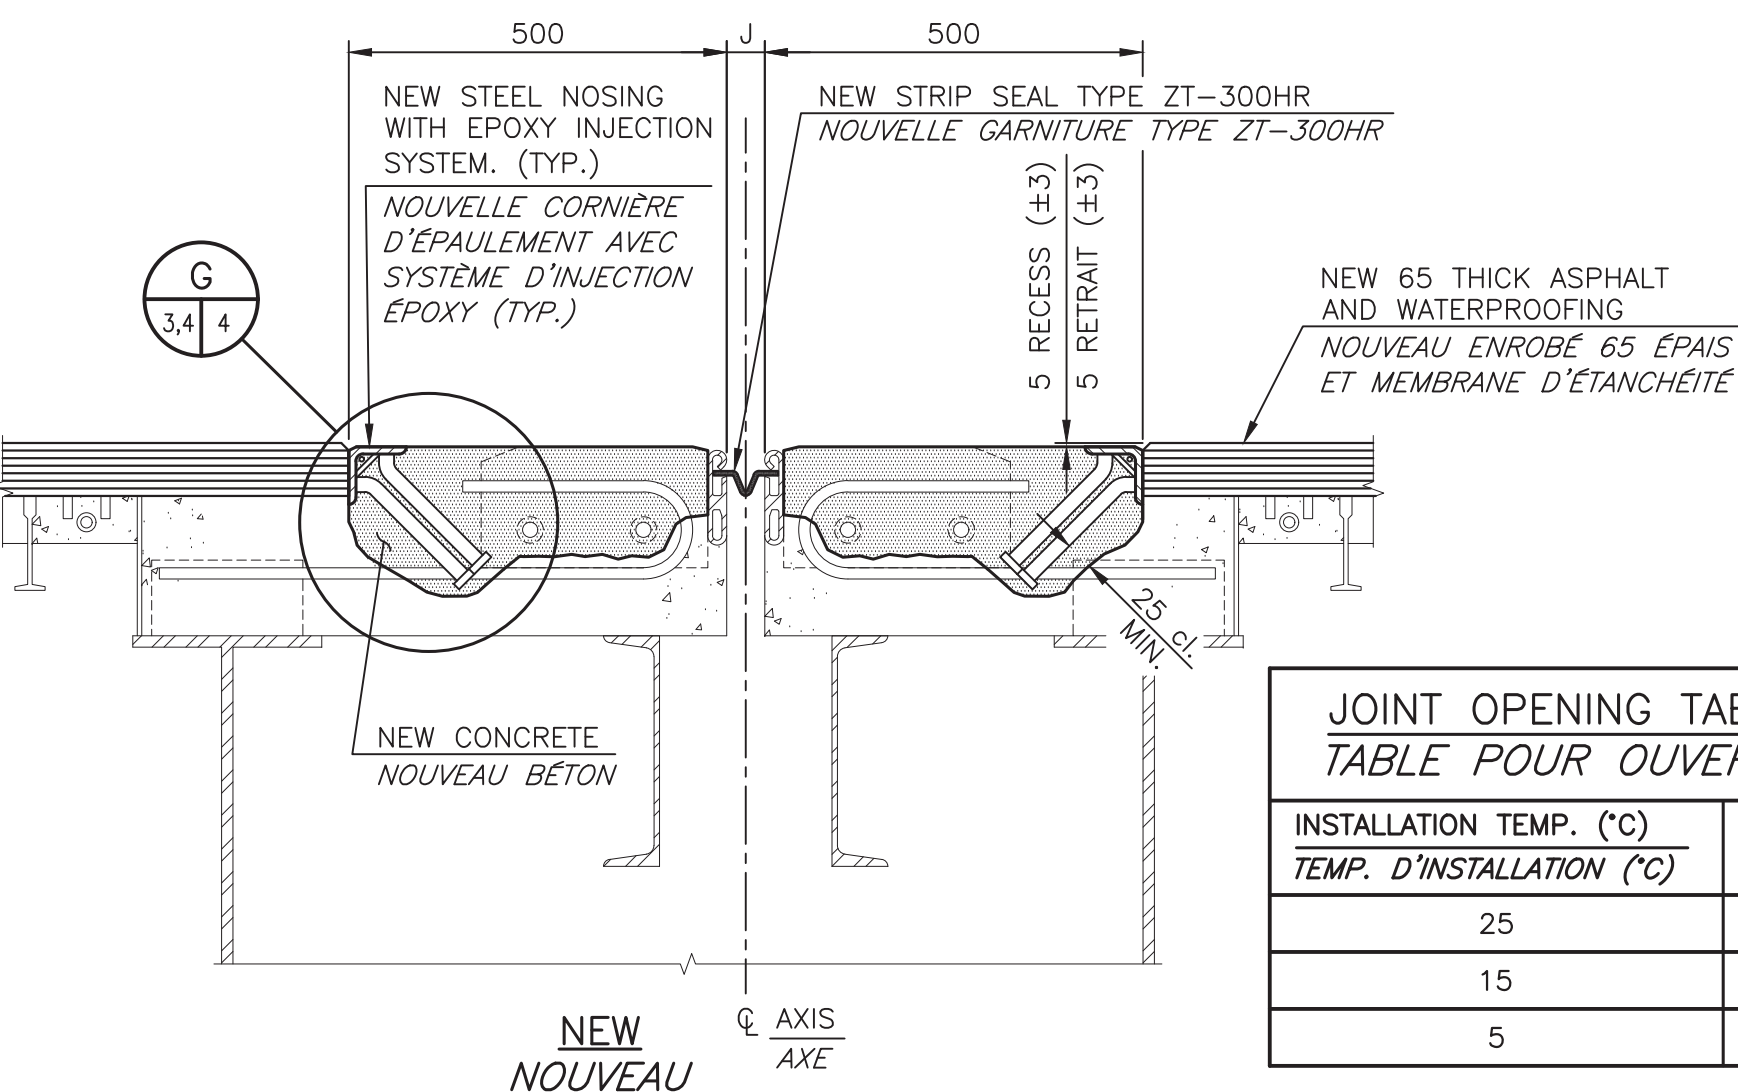 500
J
500
NEW STEEL NOSING
WITH EPOXY INJECTION
SYSTEM. (TYP.)
NOUVELLE CORNIÈRE
D'ÉPAULEMENT AVEC
SYSTÈME D'INJECTION
ÉPOXY (TYP.)
NEW STRIP SEAL TYPE ZT-300HR
NOUVELLE GARNITURE TYPE ZT-300HR
5 RECESS (±3)
5 RETRAIT (±3)
NEW 65 THICK ASPHALT
AND WATERPROOFING
NOUVEAU ENROBÉ 65 ÉPAIS
ET MEMBRANE D'ÉTANCHÉITÉ
G
3,4 4
25 cl.
MIN.
NEW CONCRETE
NOUVEAU BÉTON
JOINT OPENING TAB
TABLE POUR OUVER
INSTALLATION TEMP. (°C)
TEMP. D'INSTALLATION (°C)
25
15
5
℄ AXIS
AXE
NEW
NOUVEAU